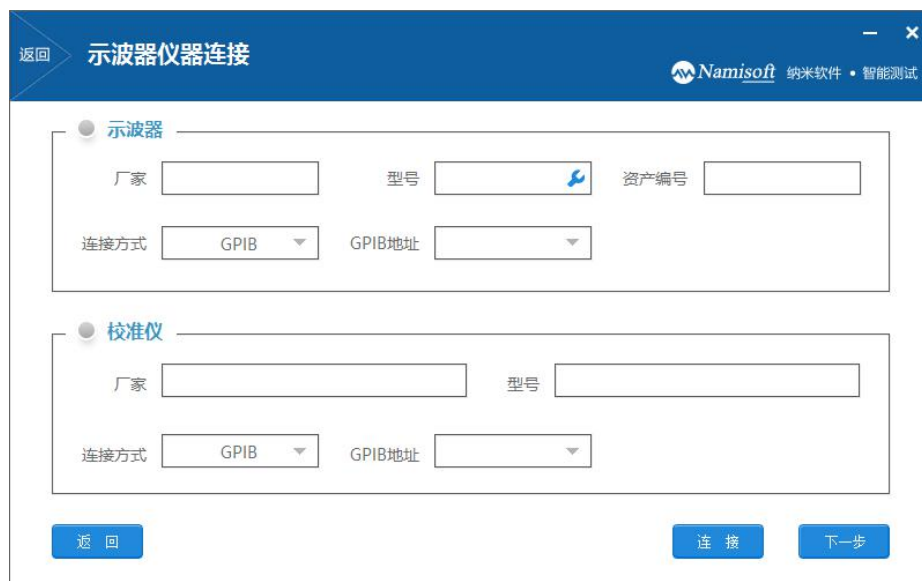 返回 示波器仪器连接
Namisoft 纳米软件 • 智能测试
示波器
厂家 型号 资产编号
连接方式 GPIB GPIB地址
校准仪
厂家 型号
连接方式 GPIB GPIB地址
返 回 连 接 下一步